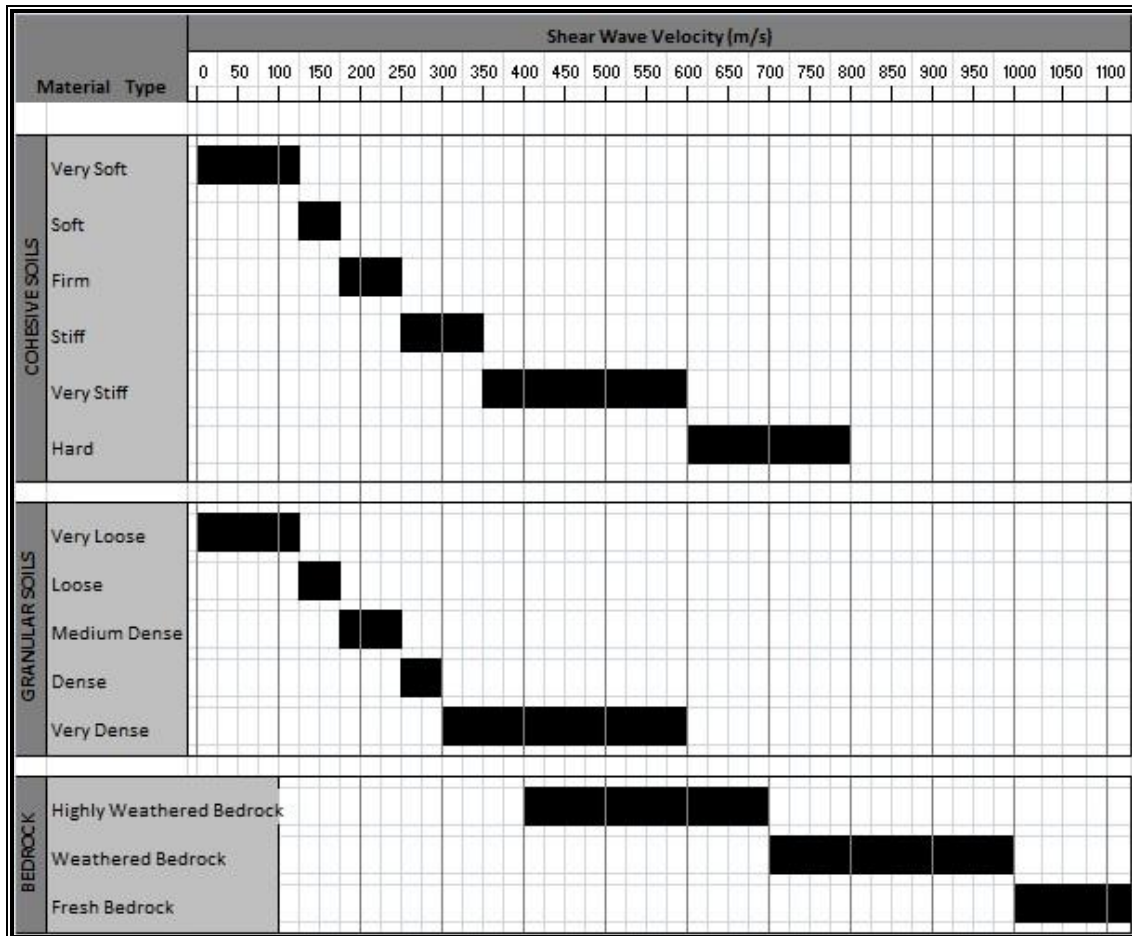 Shear Wave Velocity (m/s)
Material Type
0 50 100 150 200 250 300 350 400 450 500 550 600 650 700 750 800 850 900 950 1000 1050 1100
COHESIVE SOILS
Very Soft
Soft
Firm
Stiff
Very Stiff
Hard
GRANULAR SOILS
Very Loose
Loose
Medium Dense
Dense
Very Dense
BEDROCK
Highly Weathered Bedrock
Weathered Bedrock
Fresh Bedrock